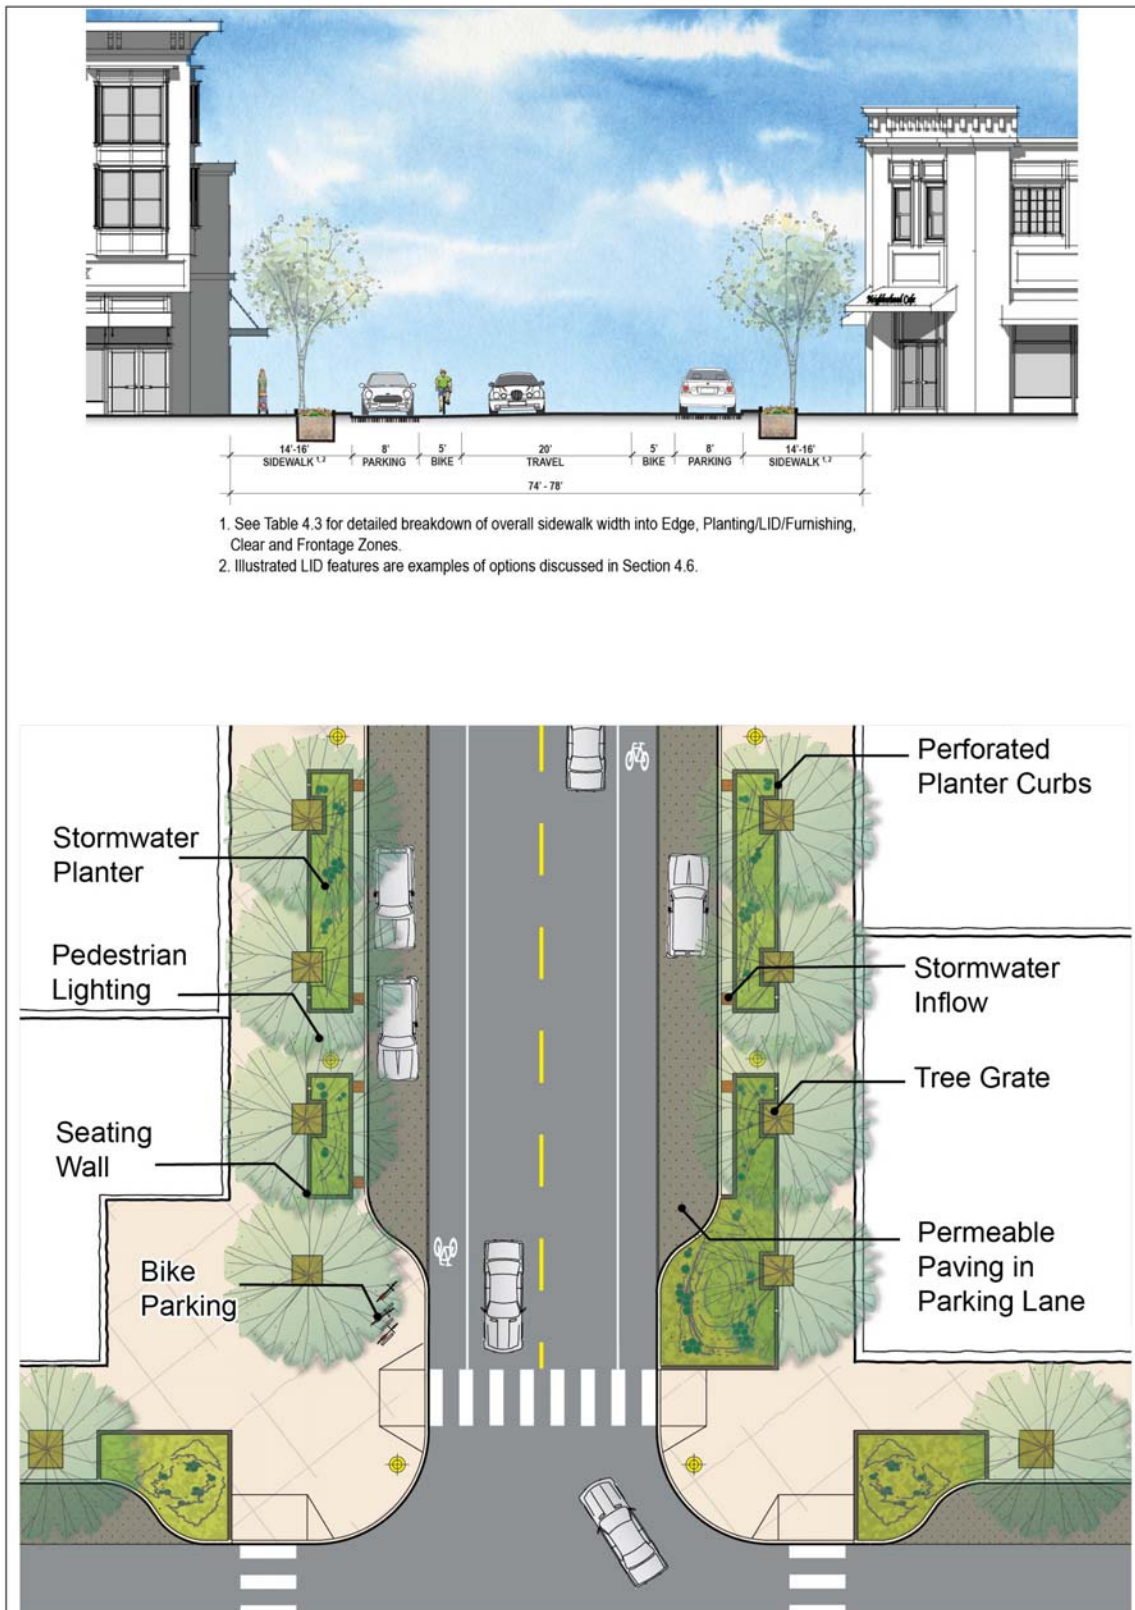 Neighborhood Cafe
14'-16'
SIDEWALK 1, 2
8'
PARKING
5'
BIKE
20'
TRAVEL
5'
BIKE
8'
PARKING
14'-16'
SIDEWALK 1, 2
74' - 78'
1. See Table 4.3 for detailed breakdown of overall sidewalk width into Edge, Planting/LID/Furnishing,
Clear and Frontage Zones.
2. Illustrated LID features are examples of options discussed in Section 4.6.
Perforated
Planter Curbs
Stormwater
Planter
Pedestrian
Lighting
Stormwater
Inflow
Tree Grate
Seating
Wall
Bike
Parking
Permeable
Paving in
Parking Lane